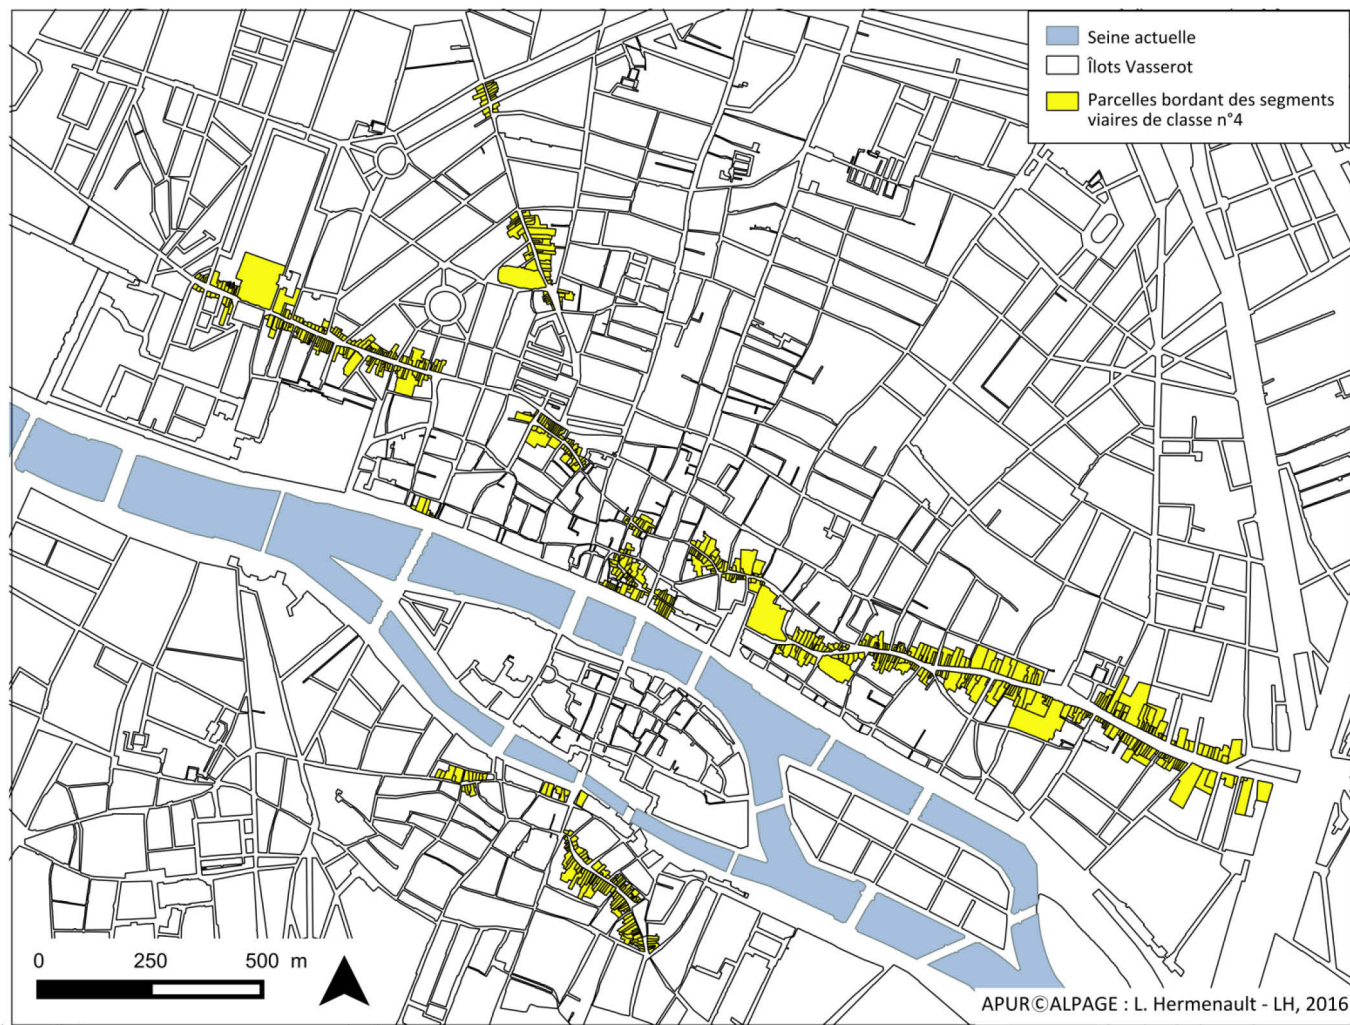 Seine actuelle
Îlots Vasserot
Parcelles bordant des segments
viaires de classe n°4
0 250 500 m
APUR©ALPAGE : L. Hermenault - LH, 2016